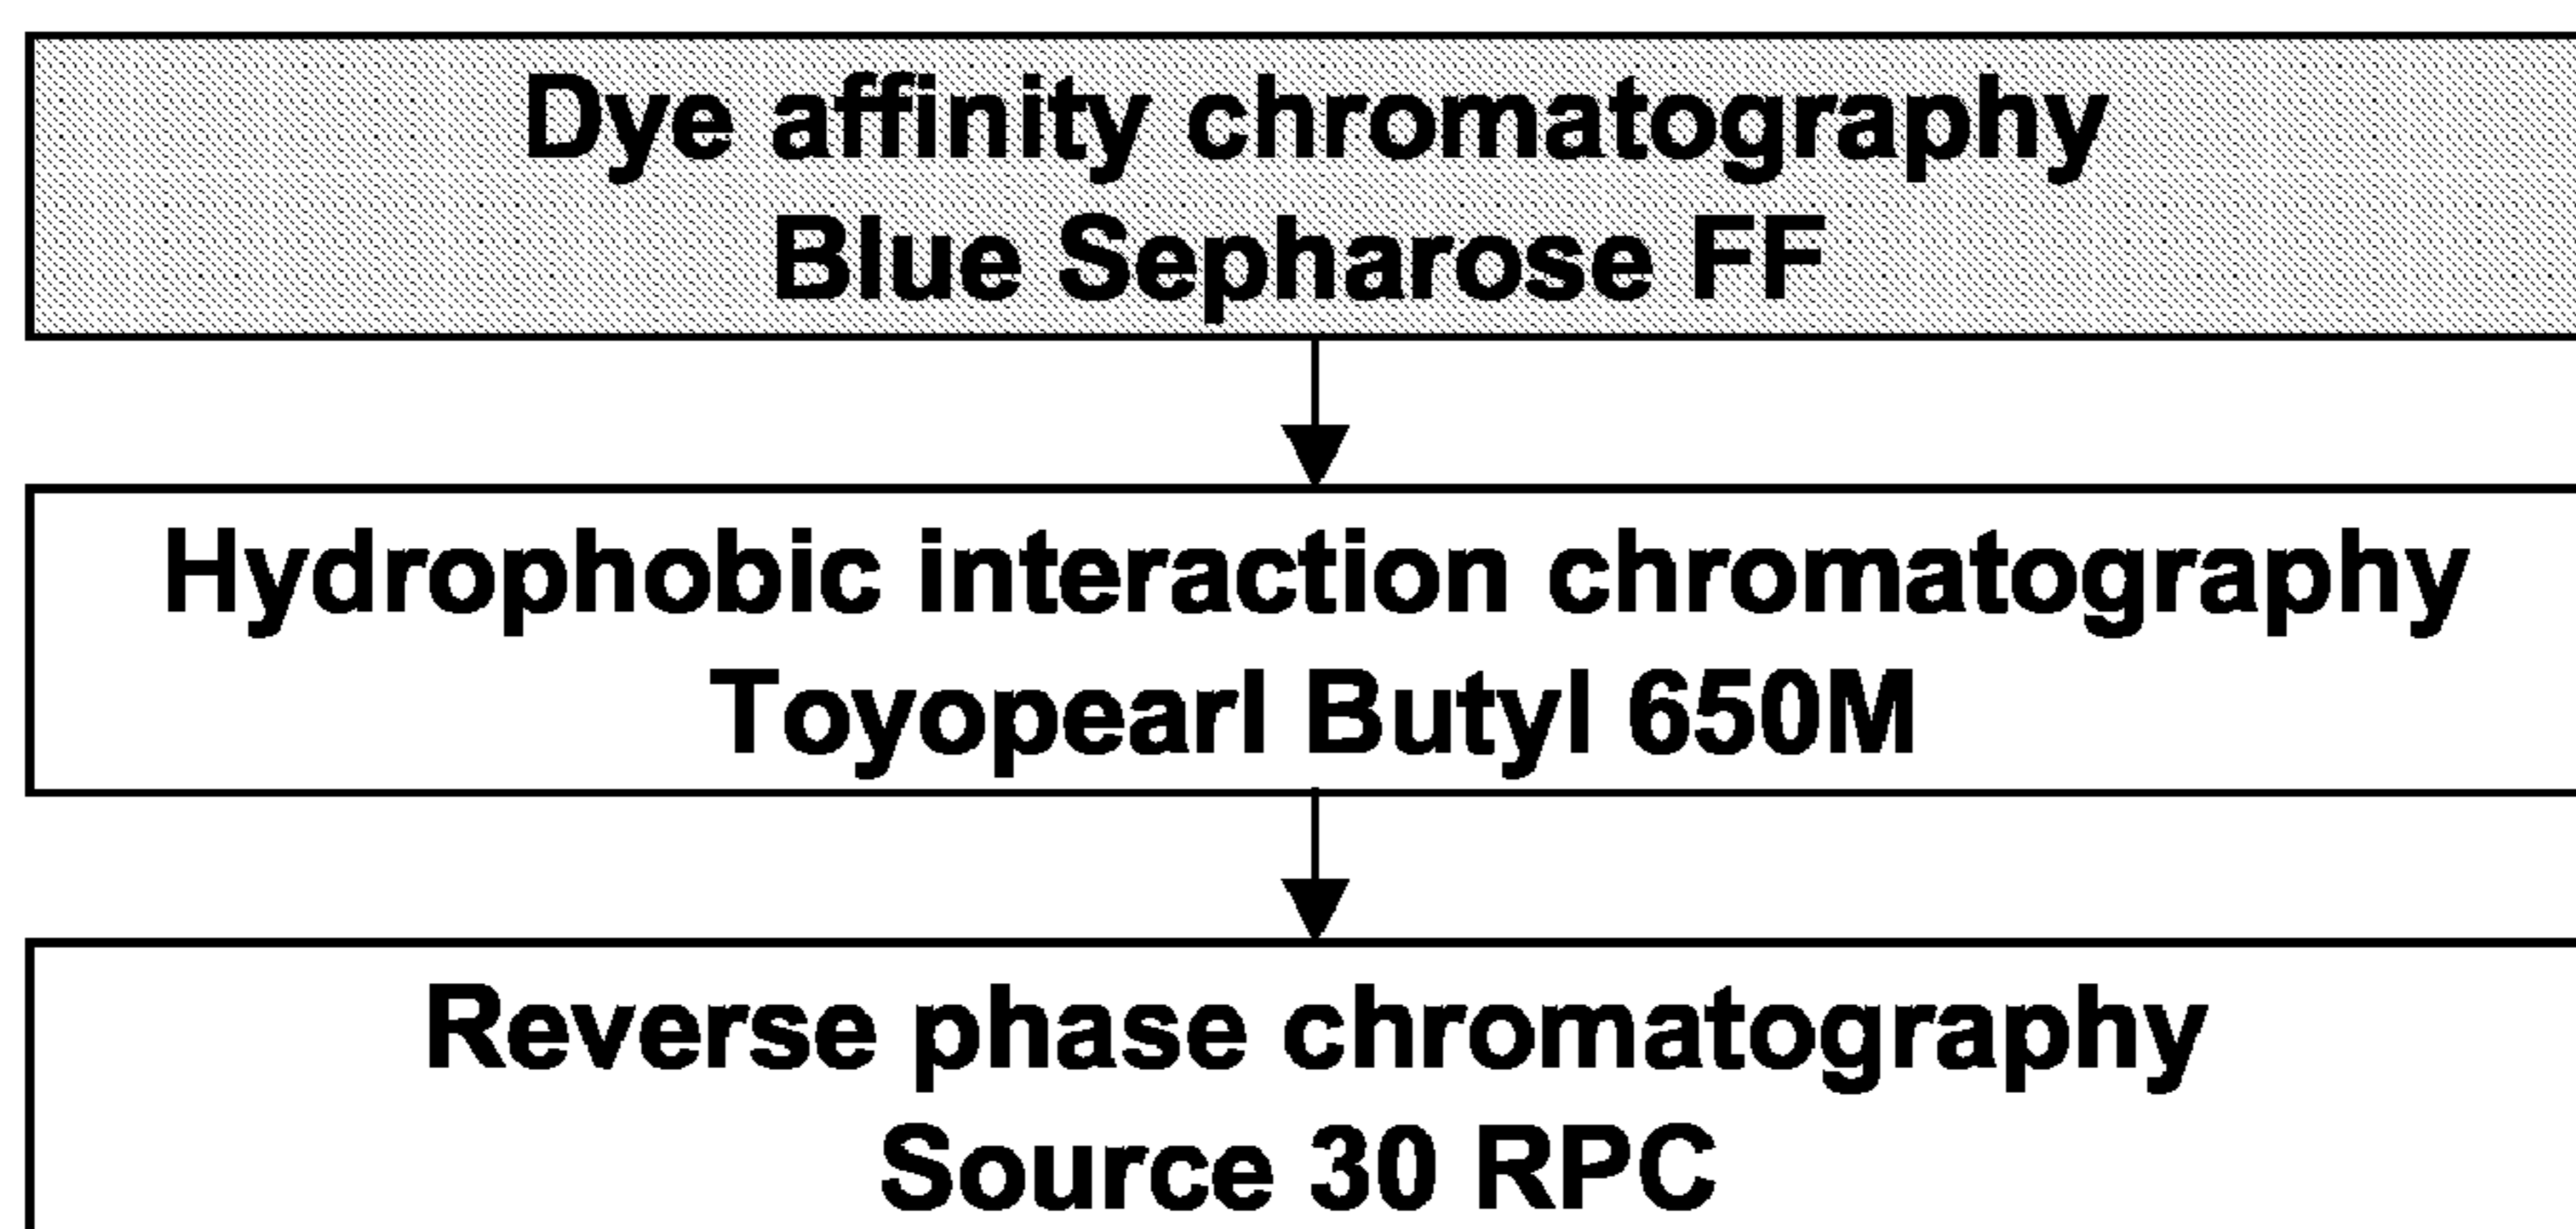 Dye affinity chromatography
Blue Sepharose FF
Hydrophobic interaction chromatography
Toyopearl Butyl 650M
Reverse phase chromatography
Source 30 RPC